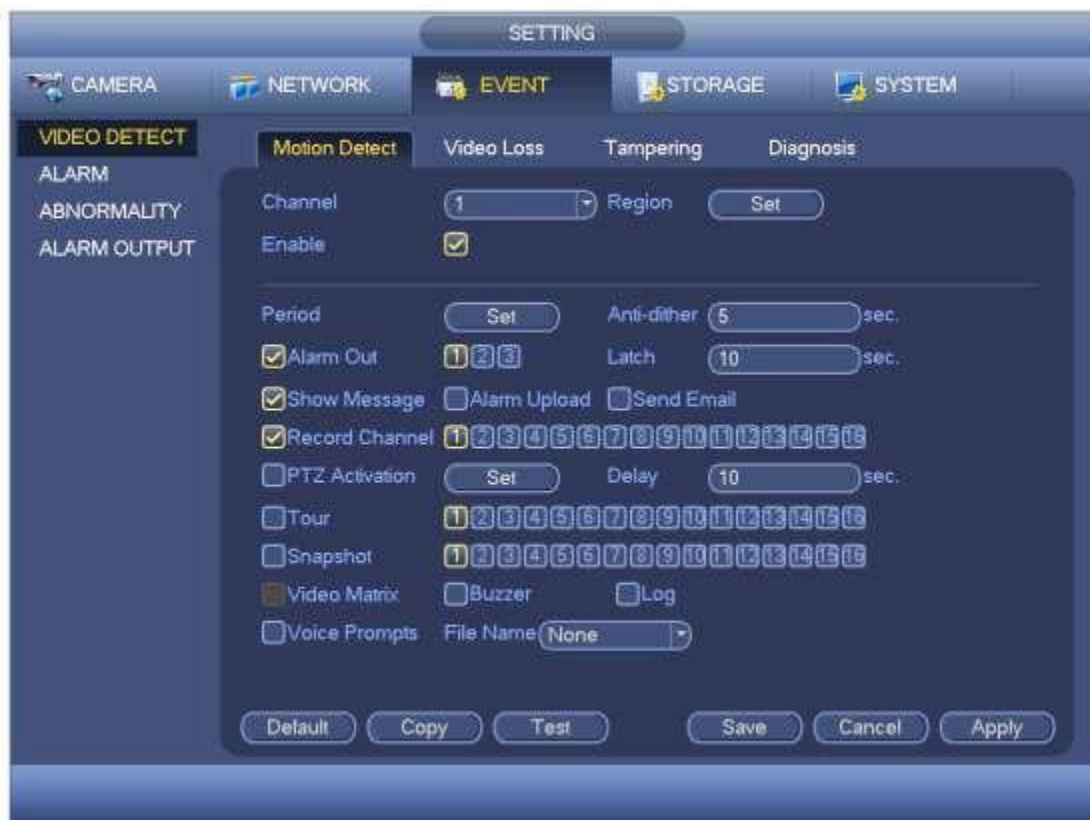 SETTING
CAMERA NETWORK EVENT STORAGE SYSTEM
VIDEO DETECT
ALARM
ABNORMALITY
ALARM OUTPUT
Motion Detect Video Loss Tampering Diagnosis
Channel 1 Region Set
Enable
Period Set Anti-dither 5 sec.
Alarm Out 1 2 3 Latch 10 sec.
Show Message Alarm Upload Send Email
Record Channel 1 2 3 4 5 6 7 8 9 10 11 12 13 14 15 16
PTZ Activation Set Delay 10 sec.
Tour 1 2 3 4 5 6 7 8 9 10 11 12 13 14 15 16
Snapshot 1 2 3 4 5 6 7 8 9 10 11 12 13 14 15 16
Video Matrix Buzzer Log
Voice Prompts File Name None
Default Copy Test Save Cancel Apply